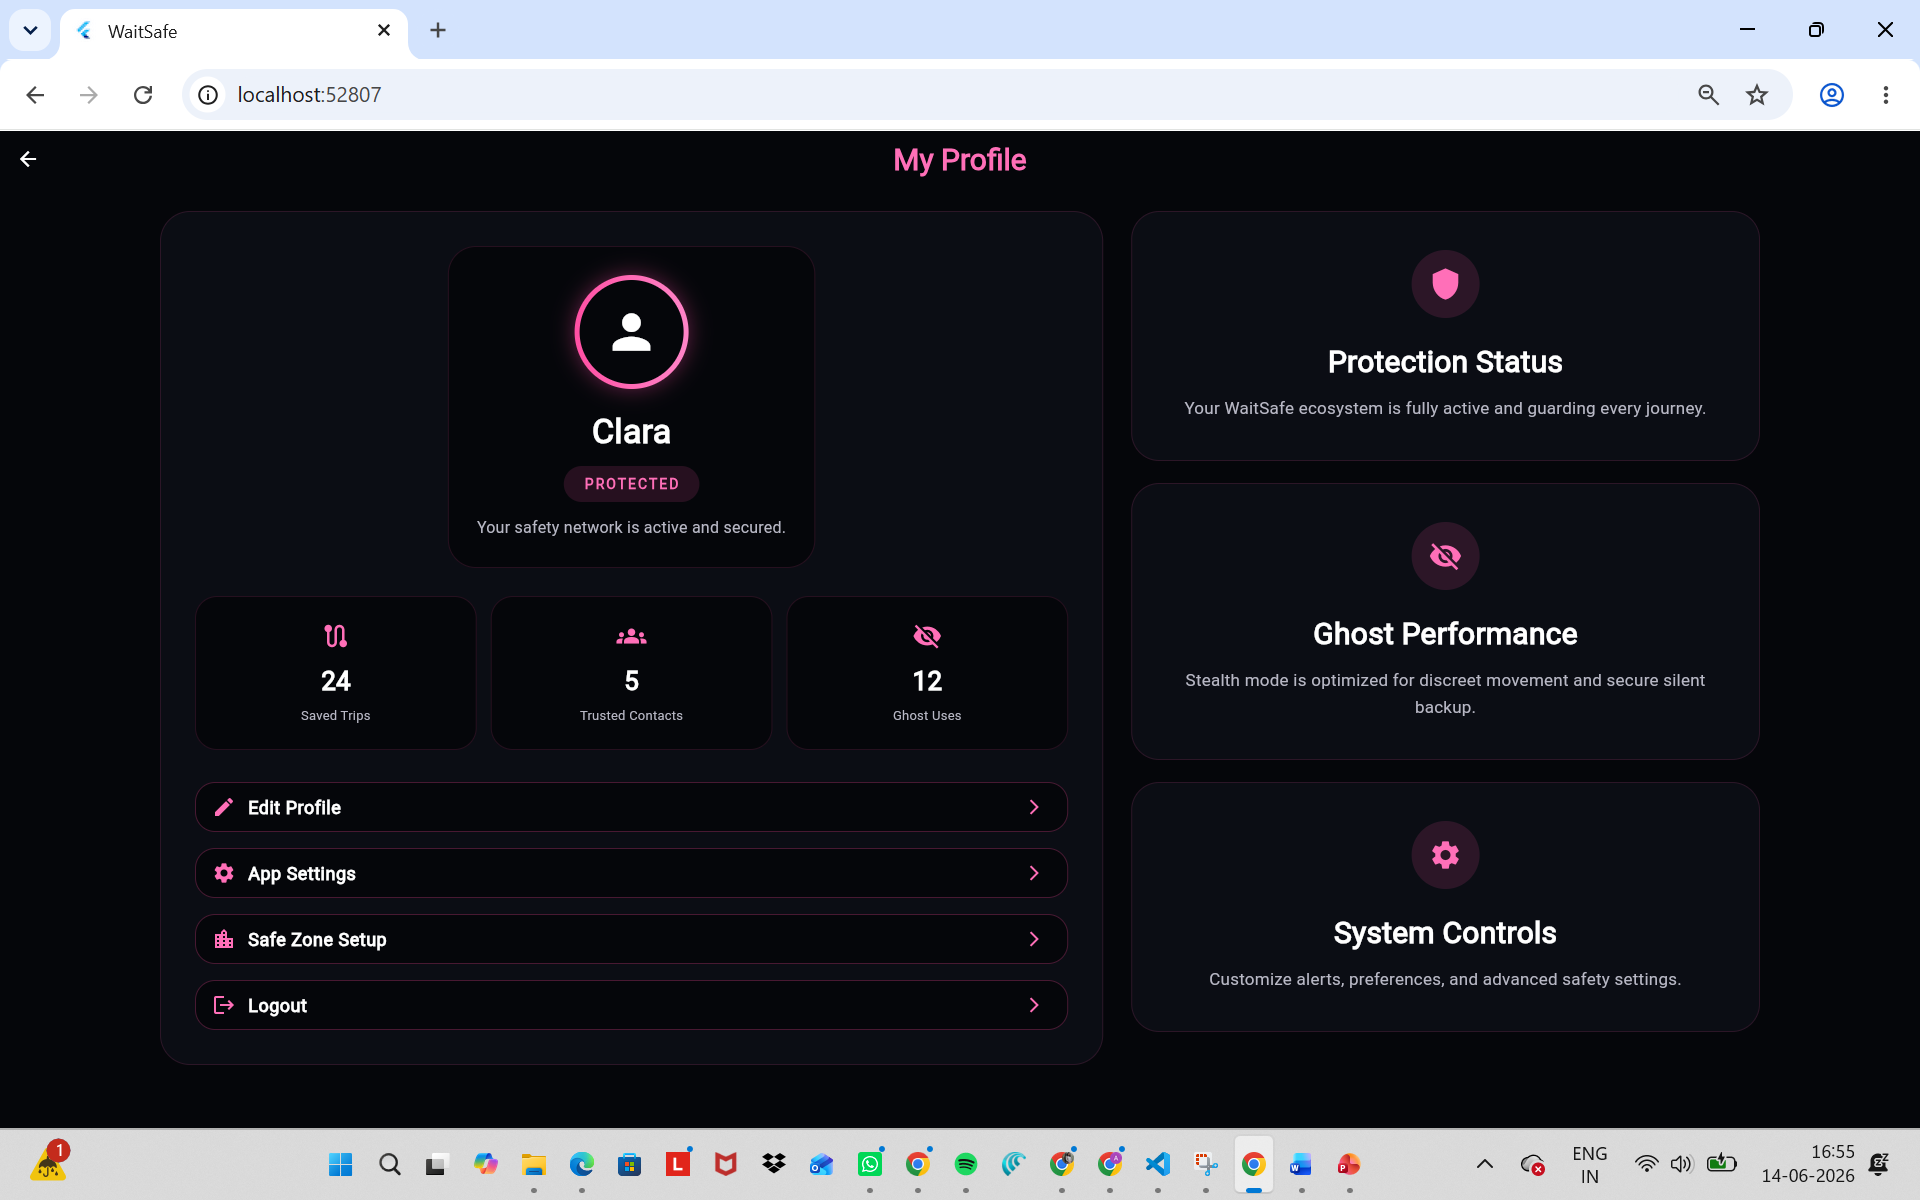 WaitSafe
localhost:52807
My Profile
Clara
PROTECTED
Your safety network is active and secured.
24
Saved Trips
5
Trusted Contacts
12
Ghost Uses
Edit Profile
App Settings
Safe Zone Setup
Logout
Protection Status
Your WaitSafe ecosystem is fully active and guarding every journey.
Ghost Performance
Stealth mode is optimized for discreet movement and secure silent
backup.
System Controls
Customize alerts, preferences, and advanced safety settings.
1
L
W
P
A
ENG
IN
16:55
14-06-2026